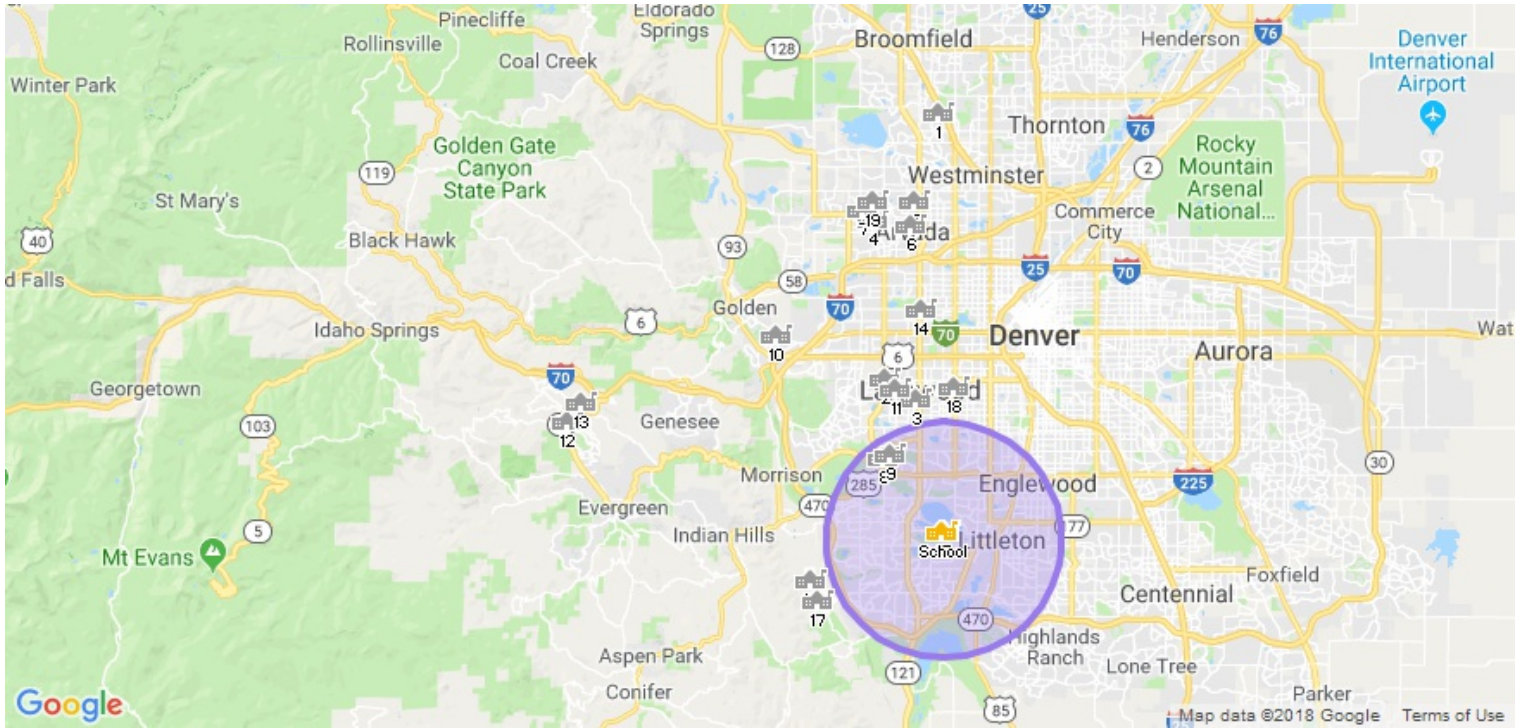 Pinecliffe
Eldorado
Springs
Rollinsville
Coal Creek
Winter Park
128
Broomfield
25
Henderson
76
Denver
International
Airport
1
Thornton
76
Golden Gate
Canyon
State Park
119
Westminster
2
Rocky
Mountain
Arsenal
National...
St Mary's
Commerce
City
19
4
Arvada
6
40
Black Hawk
93
d Falls
58
25
70
Golden
70
Idaho Springs
6
14
70
Denver
Wat
10
6
Aurora
Georgetown
70
11
3
18
103
13
12
Genesee
9
Morrison
285
Englewood
225
30
Evergreen
470
177
5
Indian Hills
School
Littleton
Mt Evans
17
Foxfield
Centennial
470
Highlands
Ranch
Aspen Park
121
Lone Tree
Conifer
85
Parker
Google
Map data ©2018 Google
Terms of Use